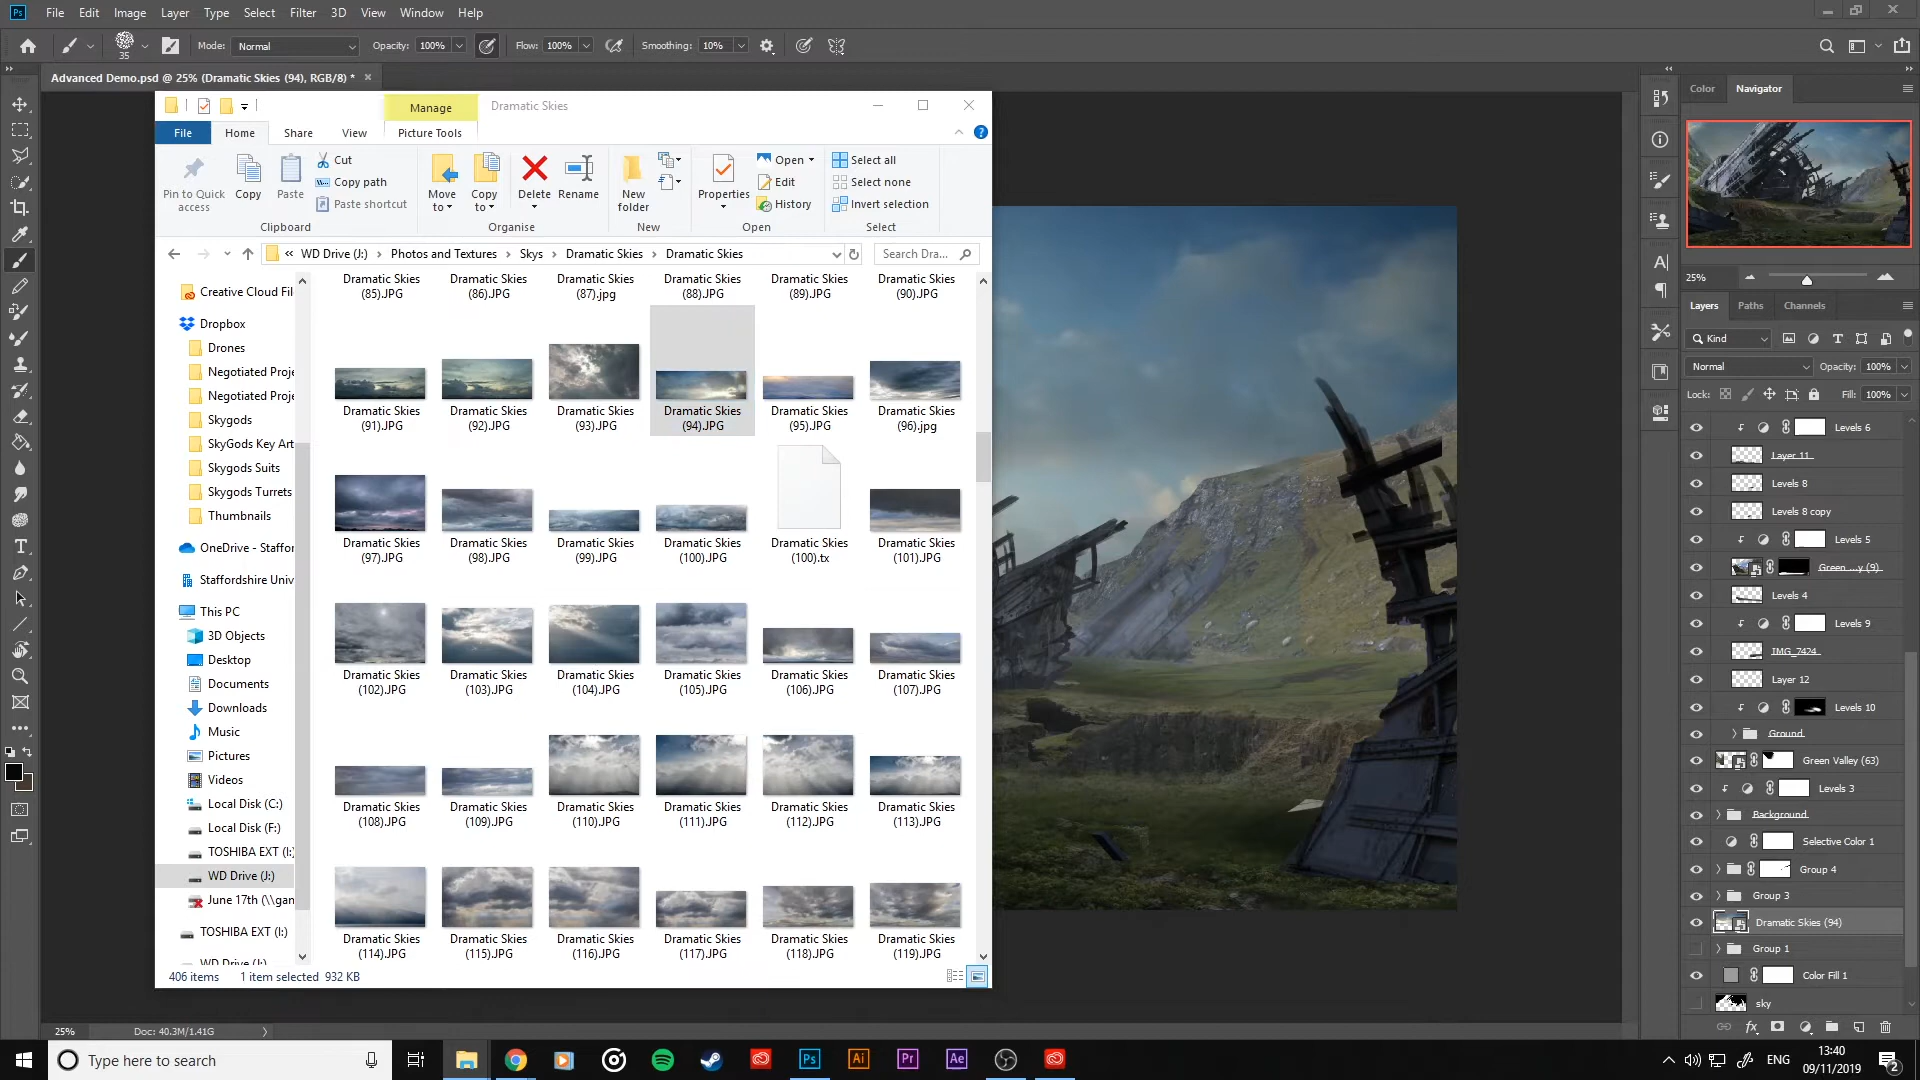 Ps File Edit Image Layer Type Select Filter 3D View Window Help
35 Mode: Normal Opacity: 100% Flow: 100% Smoothing: 10%
Advanced Demo.psd @ 25% (Dramatic Skies (94), RGB/8) *
Manage Dramatic Skies
File Home Share View Picture Tools
Pin to Quick access
Copy
Paste
Cut
Copy path
Paste shortcut
Clipboard
Move to
Copy to
Delete
Rename
Organise
New folder
New
Properties
Open
Edit
History
Open
Select all
Select none
Invert selection
Select
« WD Drive (J:) › Photos and Textures › Skys › Dramatic Skies › Dramatic Skies
Search Dra...
Creative Cloud Fil
Dropbox
Drones
Negotiated Proje
Negotiated Proje
Skygods
SkyGods Key Art
Skygods Suits
Skygods Turrets
Thumbnails
OneDrive - Staffor
Staffordshire Univ
This PC
3D Objects
Desktop
Documents
Downloads
Music
Pictures
Videos
Local Disk (C:)
Local Disk (F:)
TOSHIBA EXT (I:)
WD Drive (J:)
June 17th (\\gan
TOSHIBA EXT (I:)
WD Drive (J:)
Dramatic Skies (85).JPG
Dramatic Skies (86).JPG
Dramatic Skies (87).jpg
Dramatic Skies (88).JPG
Dramatic Skies (89).JPG
Dramatic Skies (90).JPG
Dramatic Skies (91).JPG
Dramatic Skies (92).JPG
Dramatic Skies (93).JPG
Dramatic Skies (94).JPG
Dramatic Skies (95).JPG
Dramatic Skies (96).jpg
Dramatic Skies (97).JPG
Dramatic Skies (98).JPG
Dramatic Skies (99).JPG
Dramatic Skies (100).JPG
Dramatic Skies (100).tx
Dramatic Skies (101).JPG
Dramatic Skies (102).JPG
Dramatic Skies (103).JPG
Dramatic Skies (104).JPG
Dramatic Skies (105).JPG
Dramatic Skies (106).JPG
Dramatic Skies (107).JPG
Dramatic Skies (108).JPG
Dramatic Skies (109).JPG
Dramatic Skies (110).JPG
Dramatic Skies (111).JPG
Dramatic Skies (112).JPG
Dramatic Skies (113).JPG
Dramatic Skies (114).JPG
Dramatic Skies (115).JPG
Dramatic Skies (116).JPG
Dramatic Skies (117).JPG
Dramatic Skies (118).JPG
Dramatic Skies (119).JPG
406 items 1 item selected 932 KB
Color Navigator
25%
Layers Paths Channels
Kind
Normal Opacity: 100%
Lock: Fill: 100%
Levels 6
Layer 11
Levels 8
Levels 8 copy
Levels 5
Green ...y (9)
Levels 4
Levels 9
IMG_7424
Layer 12
Levels 10
Ground
Green Valley (63)
Levels 3
Background
Selective Color 1
Group 4
Group 3
Dramatic Skies (94)
Group 1
Color Fill 1
sky
fx
25% Doc: 40.3M/1.41G
Type here to search
Ps Ai Pr Ae
ENG
13:40
09/11/2019
2